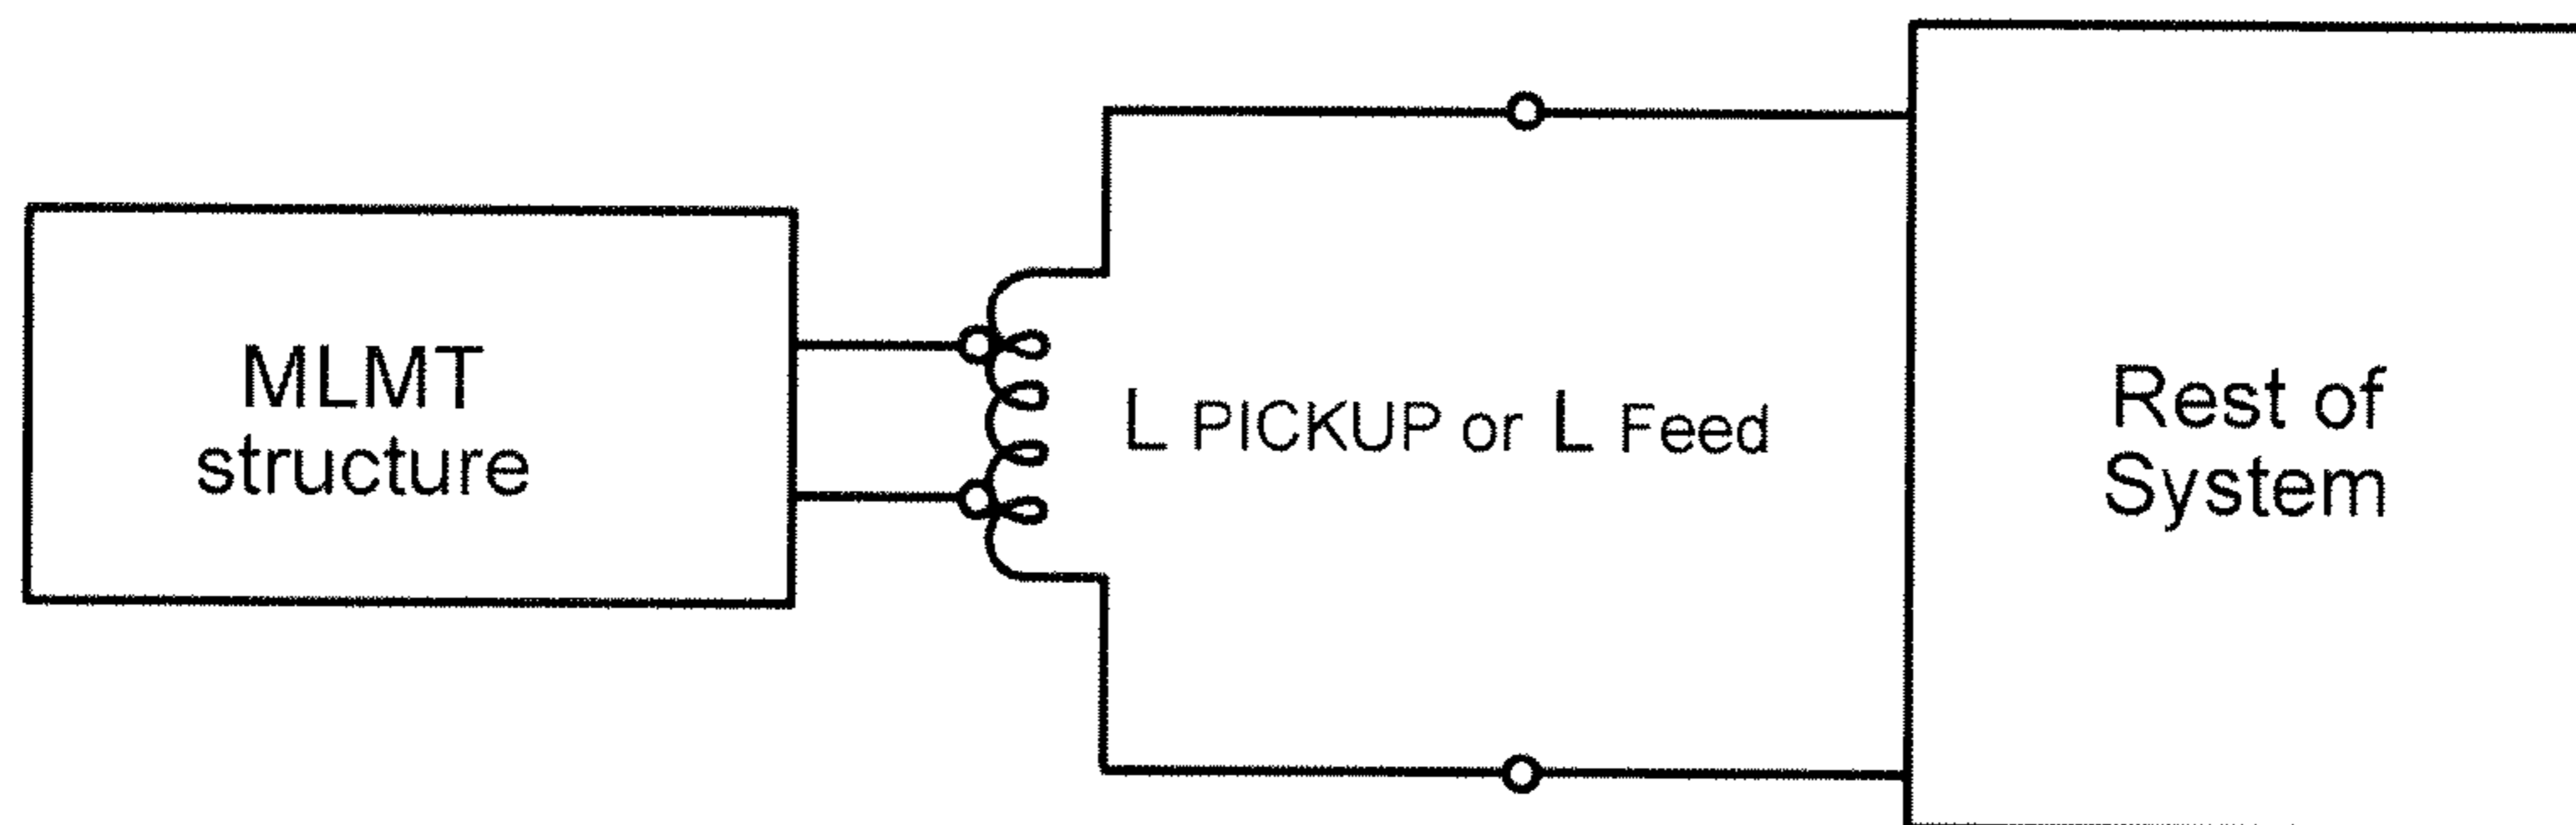 MLMT
structure
L PICKUP or L Feed
Rest of
System